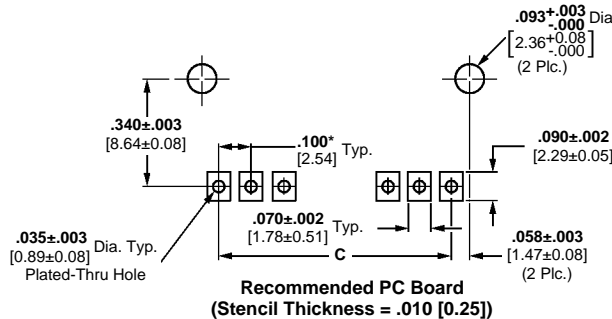 .093+.003 -.000 Dia
[2.36+0.08 -.000]
(2 Plc.)
.340±.003
[8.64±0.08]
.100* Typ.
[2.54]
.090±.002
[2.29±0.05]
.070±.002 Typ.
[1.78±0.51]
.035±.003 Dia. Typ.
[0.89±0.08]
Plated-Thru Hole
C
.058±.003
[1.47±0.08]
(2 Plc.)
Recommended PC Board
(Stencil Thickness = .010 [0.25])